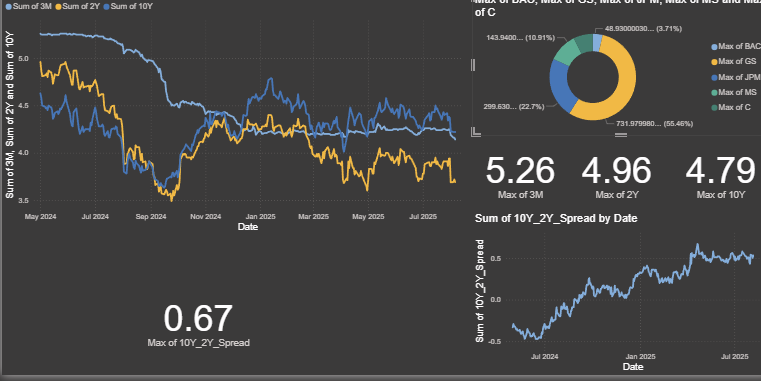 Sum of 3M Sum of 2Y Sum of 10Y
Sum of 3M, Sum of 2Y and Sum of 10Y
5.0
4.5
4.0
3.5
May 2024 Jul 2024 Sep 2024 Nov 2024 Jan 2025 Mar 2025 May 2025 Jul 2025
Date
0.67
Max of 10Y_2Y_Spread
Max of BAC, Max of GS, Max of JPM, Max of MS and Max
of C
48.93000030... (3.71%)
143.9400... (10.91%)
299.630... (22.7%)
731.979980... (55.46%)
Max of BAC
Max of GS
Max of JPM
Max of MS
Max of C
5.26 4.96 4.79
Max of 3M Max of 2Y Max of 10Y
Sum of 10Y_2Y_Spread by Date
Sum of 10Y_2Y_Spread
0.5
0.0
-0.5
Jul 2024 Jan 2025 Jul 2025
Date